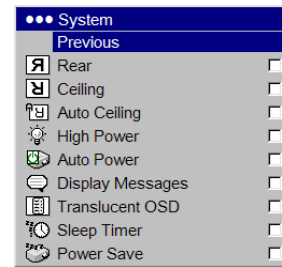 ••• System
Previous
Rear
Ceiling
Auto Ceiling
High Power
Auto Power
Display Messages
Translucent OSD
Sleep Timer
Power Save